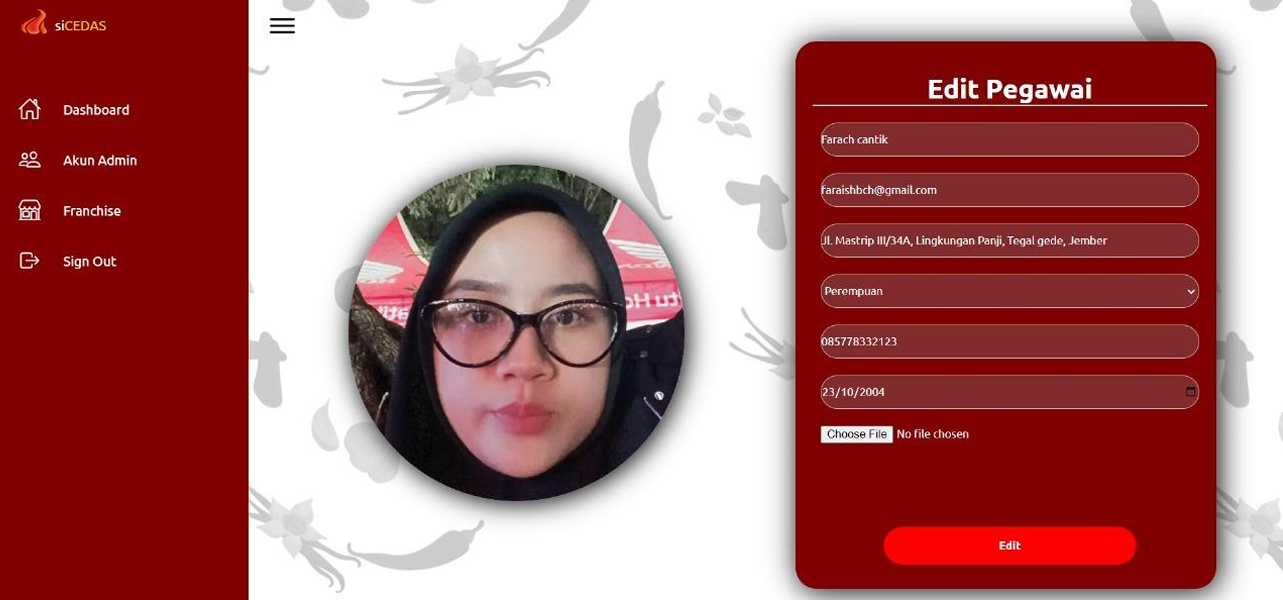 siCEDAS
Dashboard
Akun Admin
Franchise
Sign Out
Edit Pegawai
Farach cantik
faraishbch@gmail.com
Jl. Mastrip III/34A, Lingkungan Panji, Tegal gede, Jember
Perempuan
085778332123
23/10/2004
Choose File No file chosen
Edit